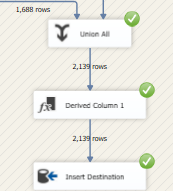 1,688 rows
Union All
2,139 rows
Derived Column 1
2,139 rows
Insert Destination